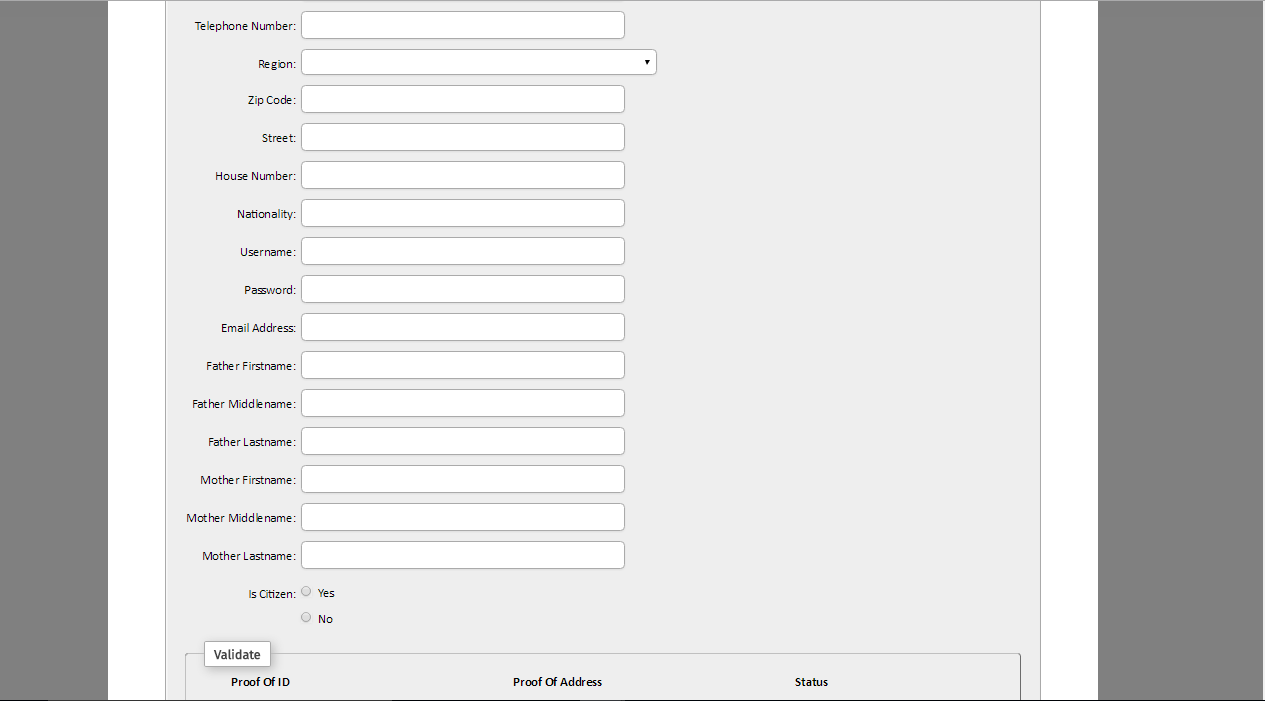 Telephone Number:
Region:
Zip Code:
Street:
House Number:
Nationality:
Username:
Password:
Email Address:
Father Firstname:
Father Middlename:
Father Lastname:
Mother Firstname:
Mother Middlename:
Mother Lastname:
Is Citizen: Yes
No
Validate
Proof Of ID Proof Of Address Status